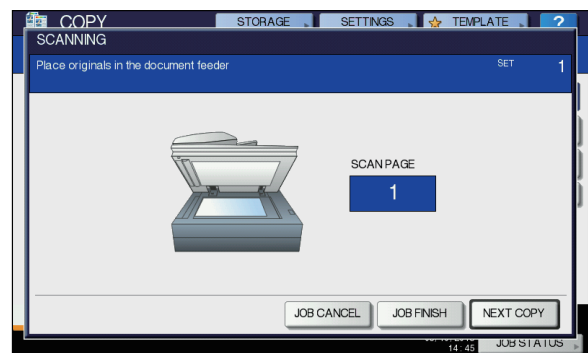 COPY
STORAGE
SETTINGS
TEMPLATE
?
SCANNING
Place originals in the document feeder
SET 1
SCAN PAGE
1
JOB CANCEL
JOB FINISH
NEXT COPY
14:45
JOB STATUS